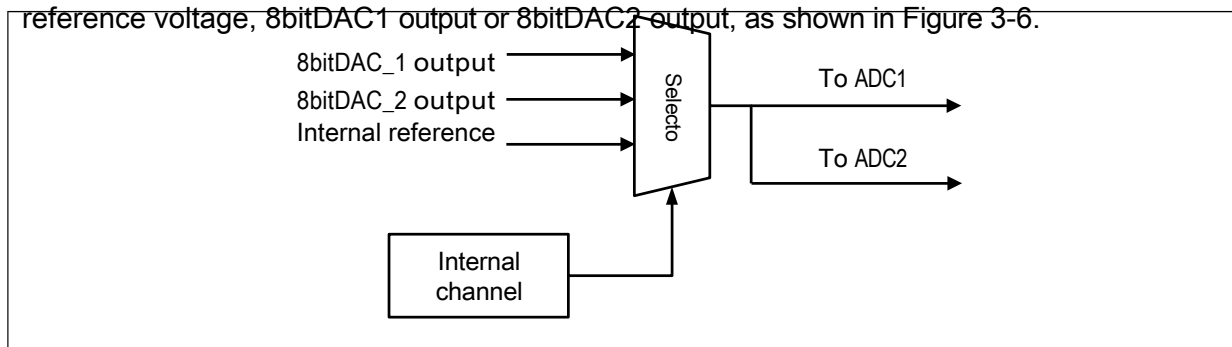 reference voltage, 8bitDAC1 output or 8bitDAC2 output, as shown in Figure 3-6.
8bitDAC_1 output
8bitDAC_2 output
Internal reference
Selecto
To ADC1
To ADC2
Internal
channel